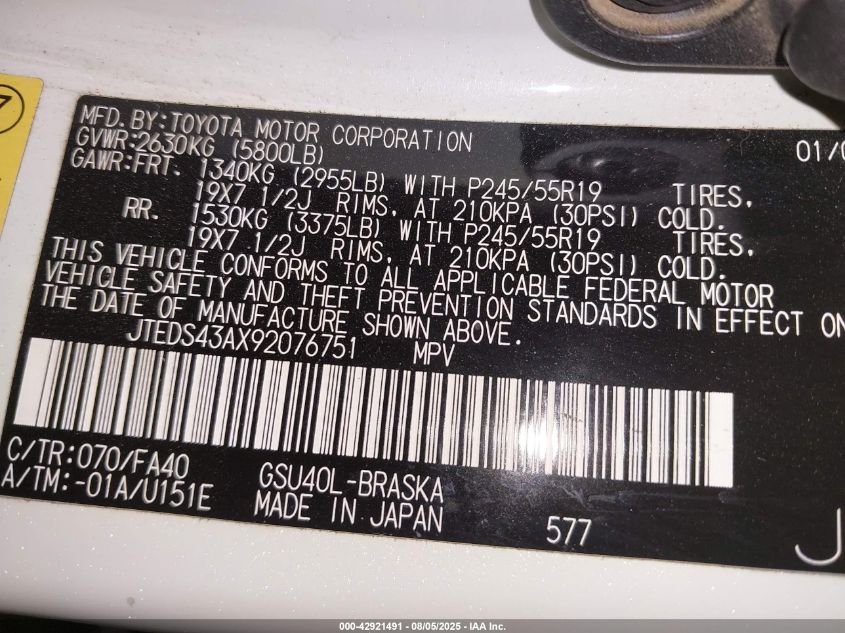 7
MFD. BY: TOYOTA MOTOR CORPORATION 01/0
GVWR: 2630KG (5800LB)
GAWR: FRT. 1340KG (2955LB) WITH P245/55R19 TIRES,
19X7 1/2J RIMS, AT 210KPA (30PSI) COLD.
RR. 1530KG (3375LB) WITH P245/55R19 TIRES,
19X7 1/2J RIMS, AT 210KPA (30PSI) COLD.
THIS VEHICLE CONFORMS TO ALL APPLICABLE FEDERAL MOTOR
VEHICLE SAFETY AND THEFT PREVENTION STANDARDS IN EFFECT ON
THE DATE OF MANUFACTURE SHOWN ABOVE.
JTEDS43AX92076751 MPV
C/TR: 070/FA40 GSU40L-BRASKA
A/TM: -01A/U151E MADE IN JAPAN 577
J
000-42921491 - 08/05/2025 - IAA Inc.